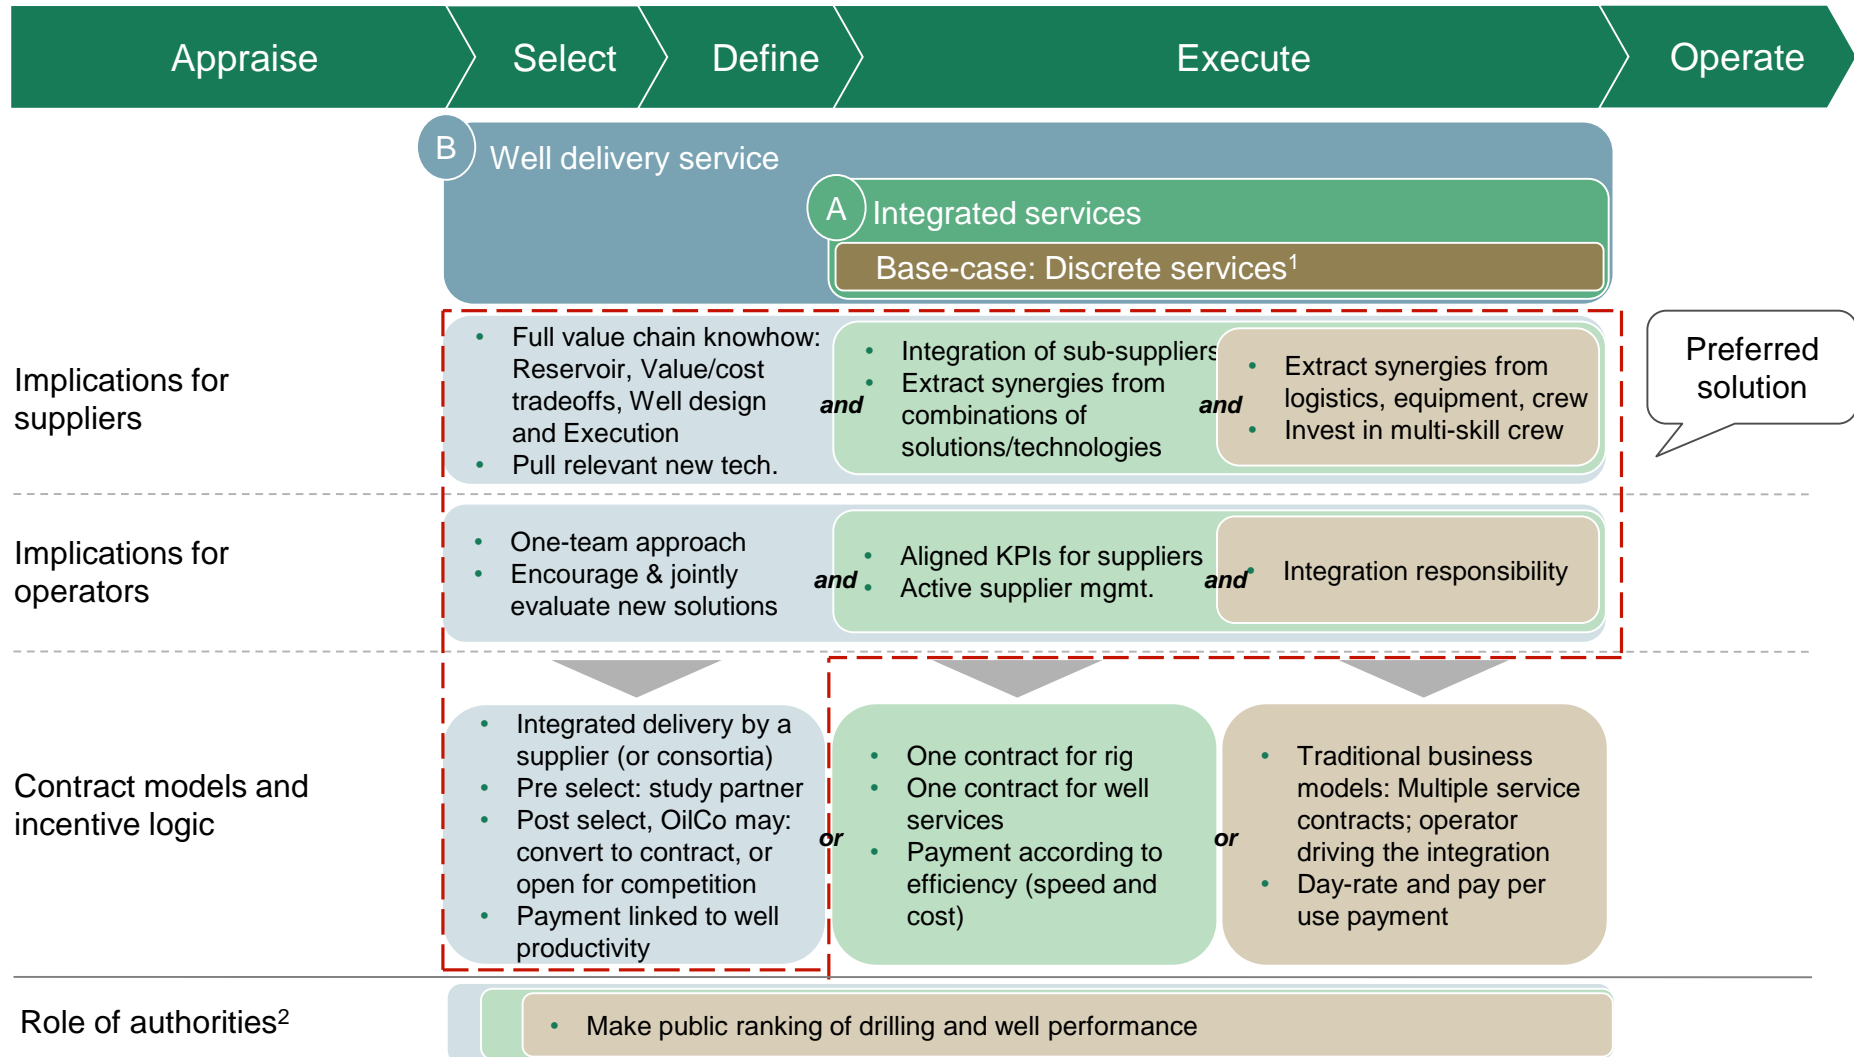 Appraise
Select
Define
Execute
Operate
B
Well delivery service
A
Integrated services
Base-case: Discrete services1
Implications for
suppliers
• Full value chain knowhow:
Reservoir, Value/cost
tradeoffs, Well design
and Execution
• Pull relevant new tech.
and
• Integration of sub-suppliers
• Extract synergies from
combinations of
solutions/technologies
and
• Extract synergies from
logistics, equipment, crew
• Invest in multi-skill crew
Preferred
solution
Implications for
operators
• One-team approach
• Encourage & jointly
evaluate new solutions
and
• Aligned KPIs for suppliers
• Active supplier mgmt.
and
• Integration responsibility
Contract models and
incentive logic
• Integrated delivery by a
supplier (or consortia)
• Pre select: study partner
• Post select, OilCo may:
convert to contract, or
open for competition
• Payment linked to well
productivity
or
• One contract for rig
• One contract for well
services
• Payment according to
efficiency (speed and
cost)
or
• Traditional business
models: Multiple service
contracts; operator
driving the integration
• Day-rate and pay per
use payment
Role of authorities2
• Make public ranking of drilling and well performance